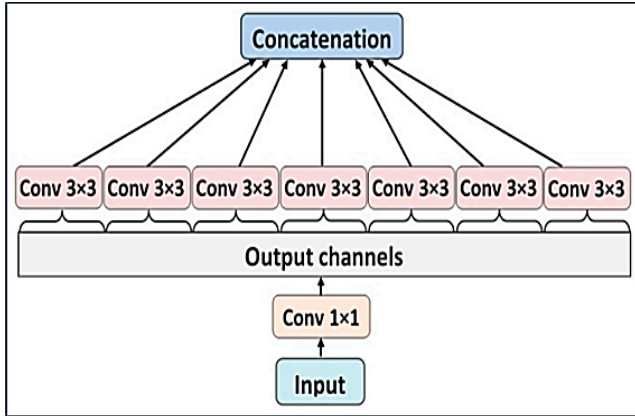 Concatenation
Conv 3×3 Conv 3×3 Conv 3×3 Conv 3×3 Conv 3×3 Conv 3×3 Conv 3×3
Output channels
Conv 1×1
Input